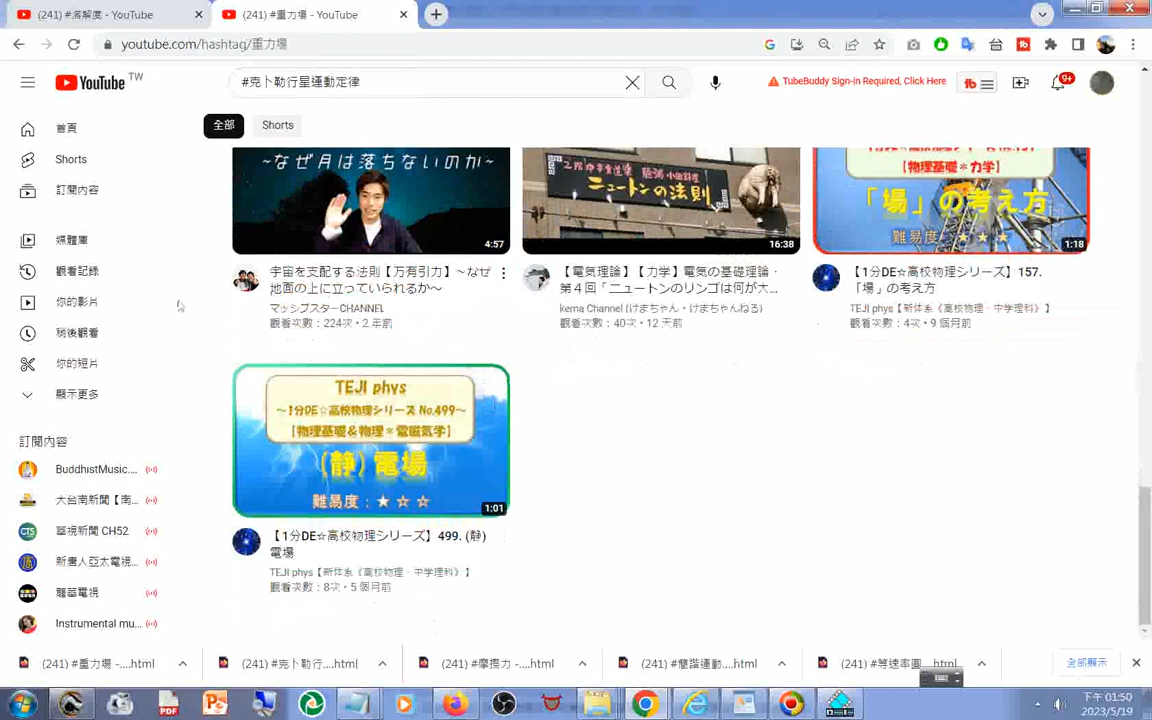 (241) #落解度 - YouTube
(241) #重力場 - YouTube
youtube.com/hashtag/重力場
YouTube TW
#克卜勒行星運動定律
TubeBuddy Sign-in Required, Click Here
tb
9+
首頁
Shorts
訂閱內容
媒體庫
觀看記錄
你的影片
稍後觀看
你的短片
顯示更多
訂閱內容
BuddhistMusic....
大台南新聞【南...
華視新聞 CH52
新唐人亞太電視...
龍華電視
Instrumental mu...
全部
Shorts
~なぜ月は落ちないのか~
4:57
宇宙を支配する法則【万有引力】~なぜ
地面の上に立っていられるか~
マッシブスターCHANNEL
觀看次數：224次・2 年前
ニュートンの法則
16:38
【電気理論】【力学】電気の基礎理論・
第４回「ニュートンのリンゴは何が大...
kema Channel (けまちゃん・けまちゃんねる)
觀看次數：40次・12 天前
【物理基礎＊力学】
「場」の考え方
難易度：★ ★ ★
1:18
【1分DE☆高校物理シリーズ】157.
「場」の考え方
TEJI phys【新体系《高校物理・中学理科》】
觀看次數：4次・9 個月前
TEJI phys
～1分DE☆高校物理シリーズ No.499～
【物理基礎&物理＊電磁気学】
(静) 電場
難易度：★ ☆ ☆
1:01
【1分DE☆高校物理シリーズ】499. (静)
電場
TEJI phys【新体系《高校物理・中学理科》】
觀看次數：8次・5 個月前
(241) #重力場 -....html
(241) #克卜勒行....html
(241) #摩擦力 -....html
(241) #簡諧運動....html
(241) #等速率圓....html
全部顯示
下午 01:50
2023/5/19